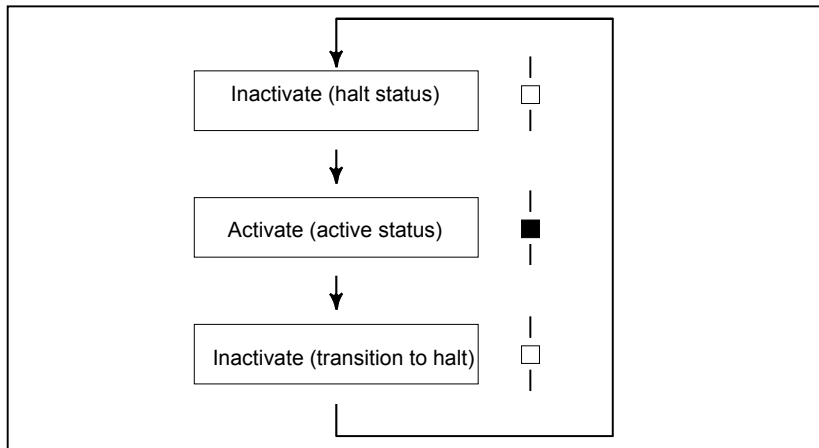 Inactivate (halt status)
Activate (active status)
Inactivate (transition to halt)